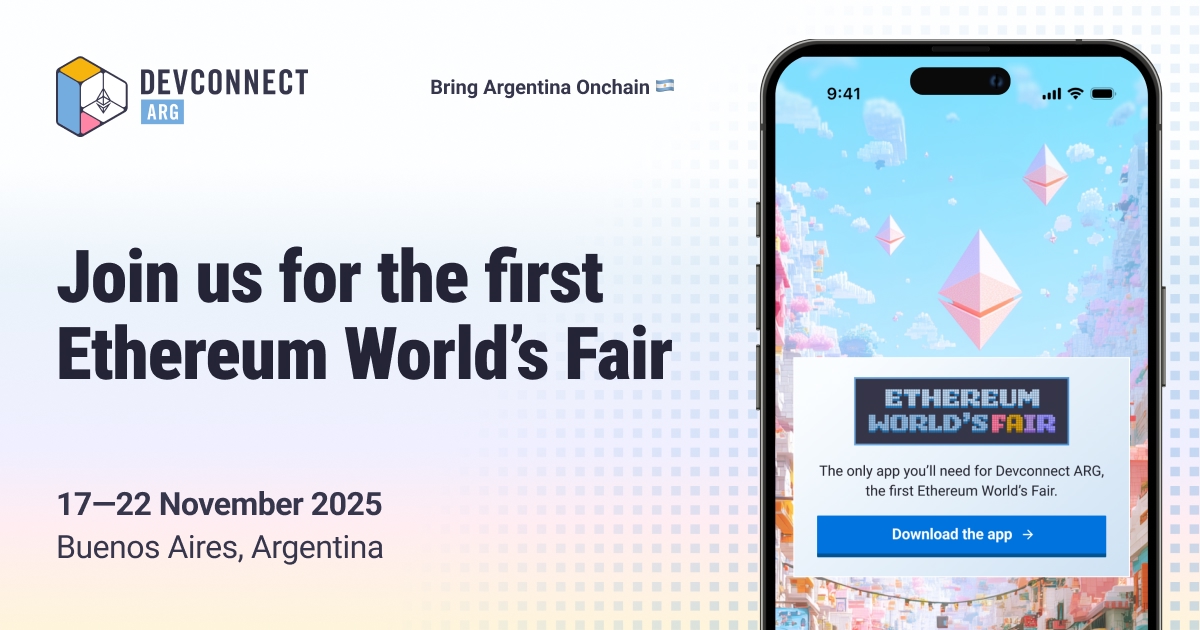 DEVCONNECT
ARG
Bring Argentina Onchain 🇦🇷
Join us for the first
Ethereum World’s Fair
17—22 November 2025
Buenos Aires, Argentina
9:41
ETHEREUM
WORLD'S FAIR
The only app you’ll need for Devconnect ARG,
the first Ethereum World’s Fair.
Download the app →